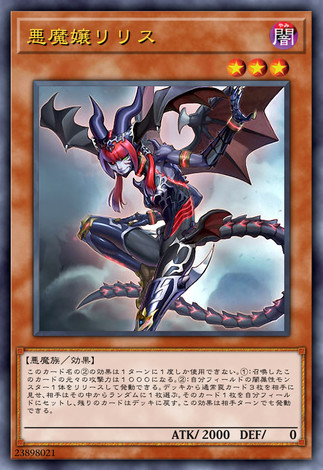 悪魔嬢リリス
やみ
闇
【悪魔族／効果】
このカード名の②の効果は１ターンに１度しか使用できない。①：召喚したこ
のカードの元々の攻撃力は１０００になる。②：自分フィールドの闇属性モン
スター１体をリリースして発動できる。デッキから通常罠カード３枚を相手に
見せ、相手はその中からランダムに１枚選ぶ。そのカード１枚を自分フィール
ドにセットし、残りのカードはデッキに戻す。この効果は相手ターンでも発動
できる。
ATK/ 2000 DEF/ 0
23898021